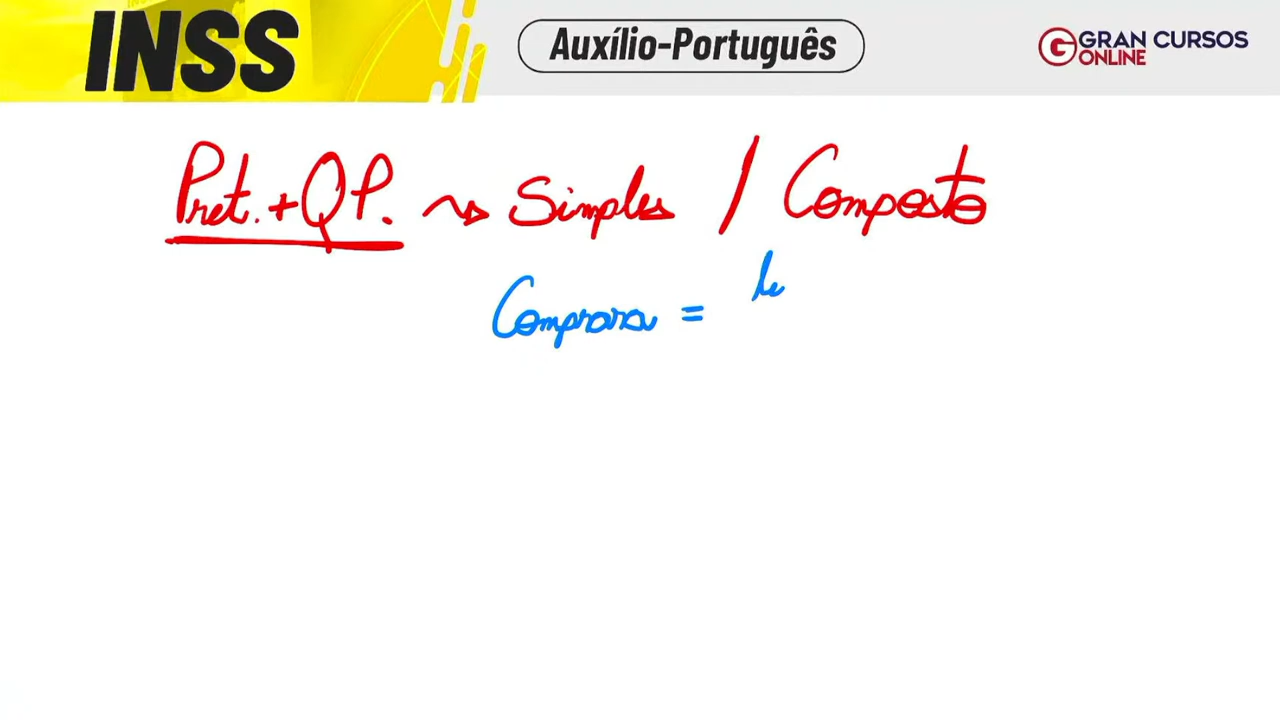 INSS
Auxílio-Português
GRAN CURSOS
ONLINE
Pret. + Q P. ⇝ Simples / Composto
Comprara =